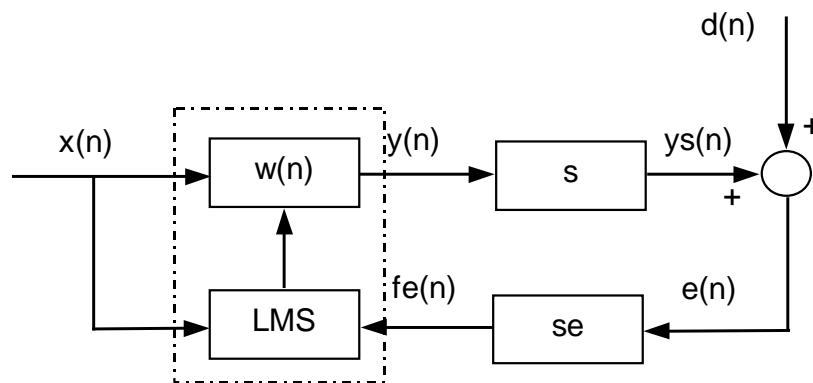 d(n)
+
x(n)
w(n)
y(n)
s
ys(n)
+
LMS
fe(n)
se
e(n)